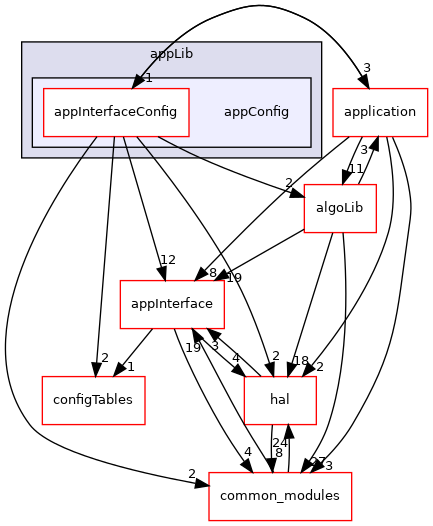 appLib
1
3
appInterfaceConfig
appConfig
application
3
11
2
algoLib
12
8
19
appInterface
2
1
19
3
4
2
18
2
configTables
hal
24
4
8
27
3
2
common_modules